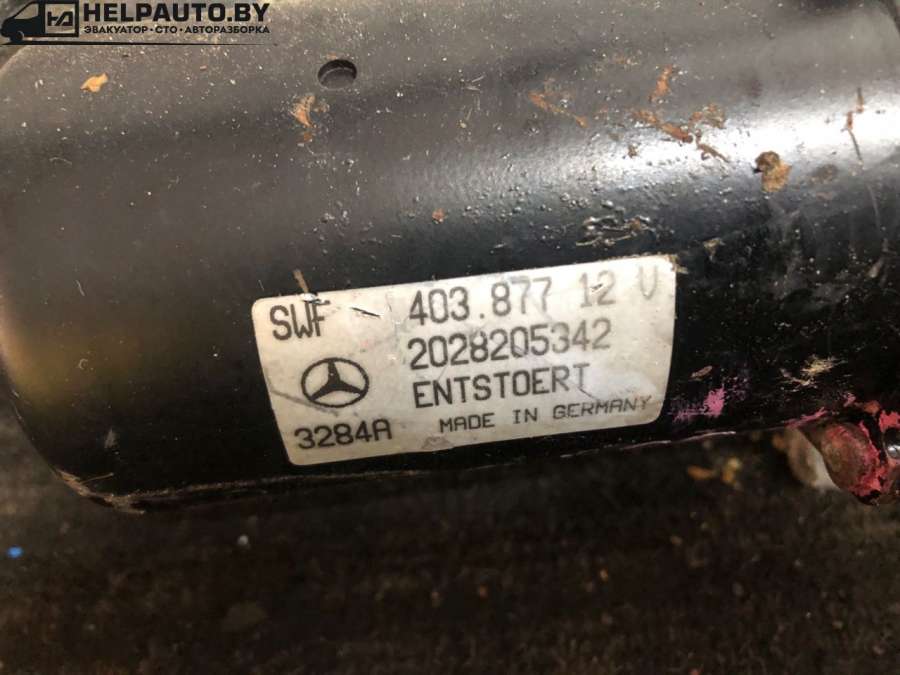 HELPAUTO.BY
ЭВАКУАТОР • СТО • АВТОРАЗБОРКА
SWF 403.877 12 V
2028205342
ENTSTOERT
3284A MADE IN GERMANY